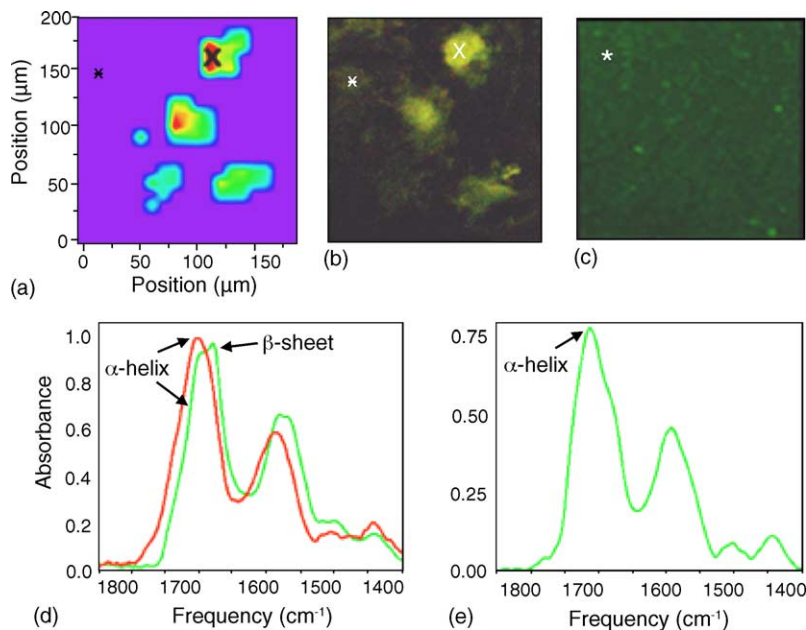 200
150
100
50
0
Position (µm)
0 50 100 150
Position (µm)
(a)
X
*
X
*
(b)
*
(c)
1.0
0.8
0.6
0.4
0.2
0.0
Absorbance
α-helix
β-sheet
1800 1700 1600 1500 1400
Frequency (cm⁻¹)
(d)
0.75
0.50
0.25
0.00
α-helix
1800 1700 1600 1500 1400
Frequency (cm⁻¹)
(e)